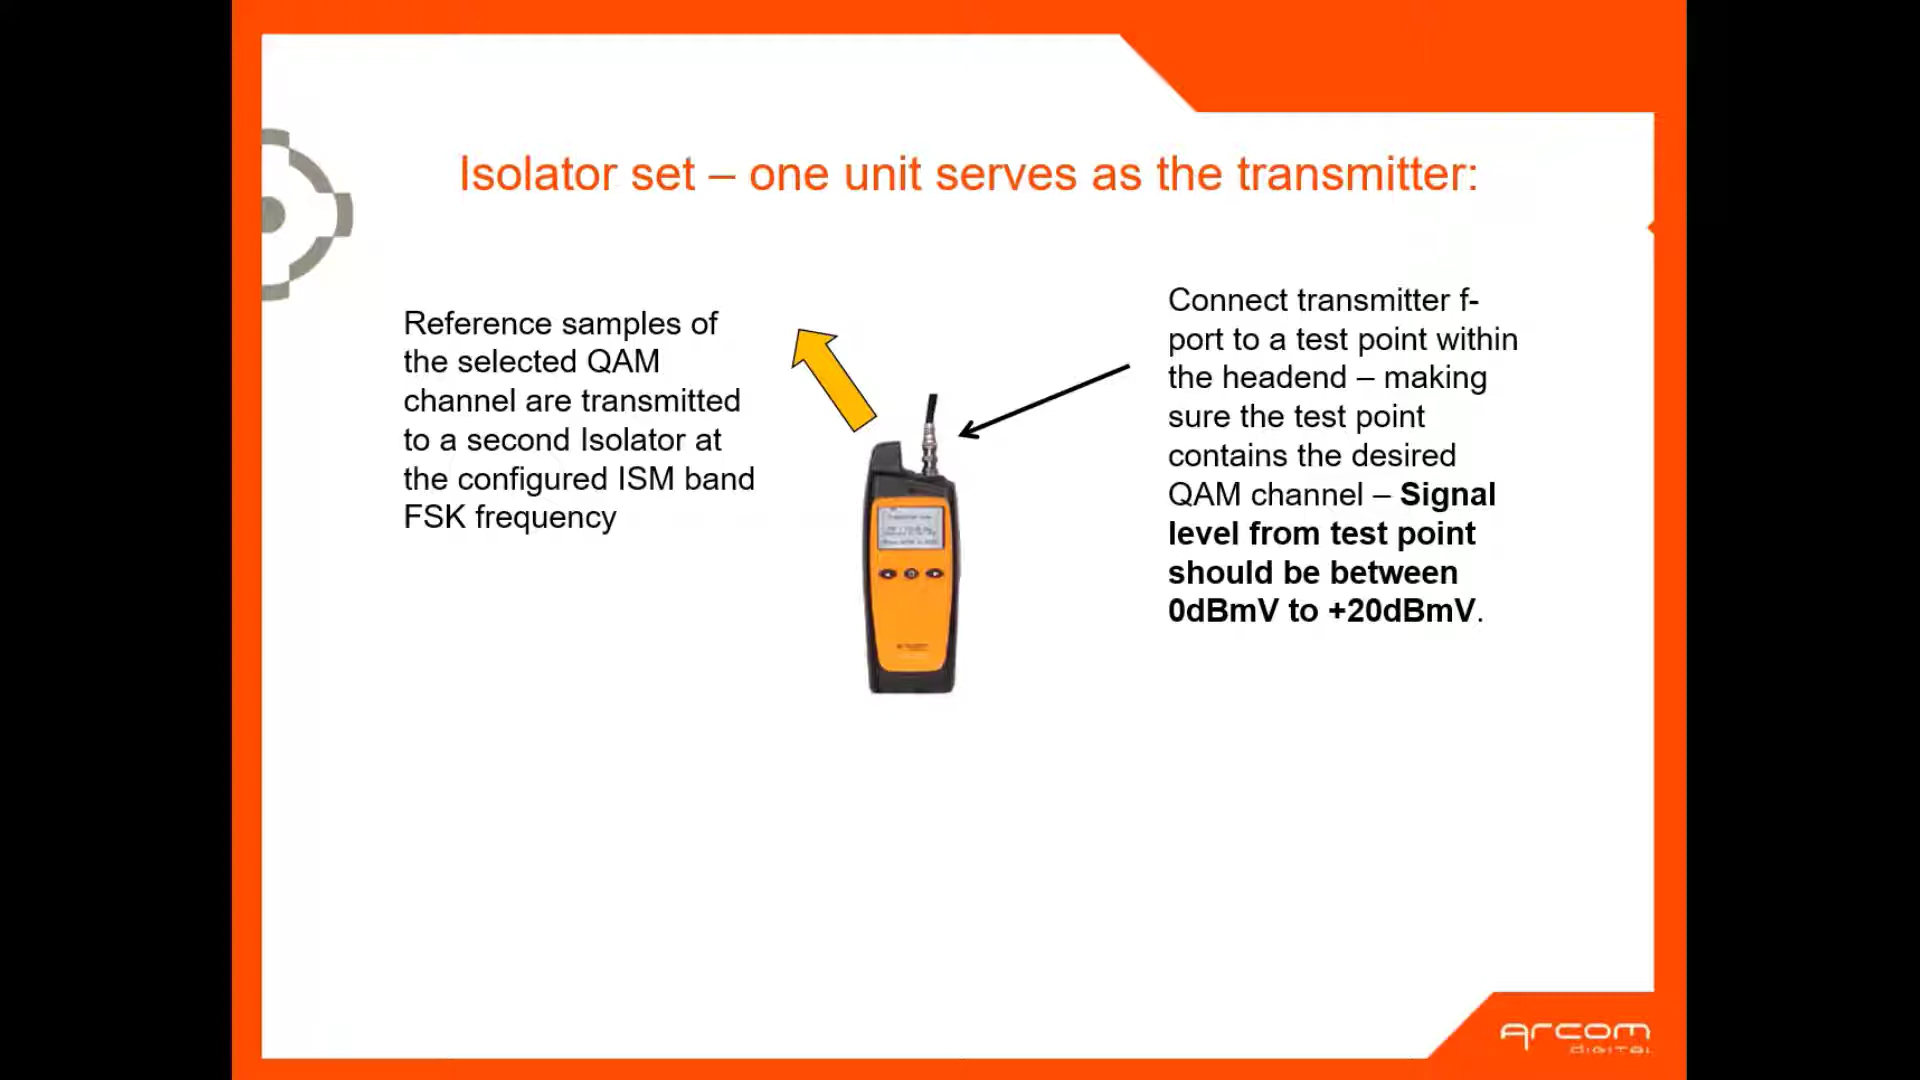 Isolator set – one unit serves as the transmitter:
Reference samples of
the selected QAM
channel are transmitted
to a second Isolator at
the configured ISM band
FSK frequency
Connect transmitter f-
port to a test point within
the headend – making
sure the test point
contains the desired
QAM channel – Signal
level from test point
should be between
0dBmV to +20dBmV.
arcom
DIGITAL